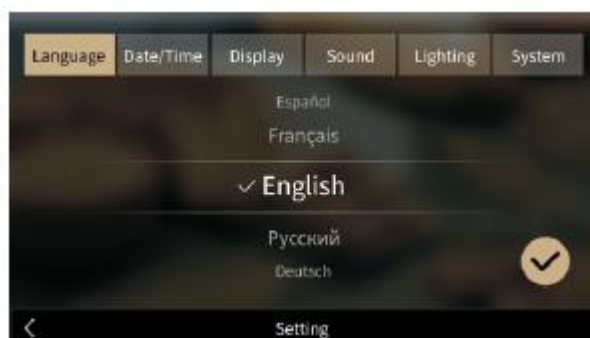 Language Date/Time Display Sound Lighting System
Español
Français
English
Русский
Deutsch
Setting